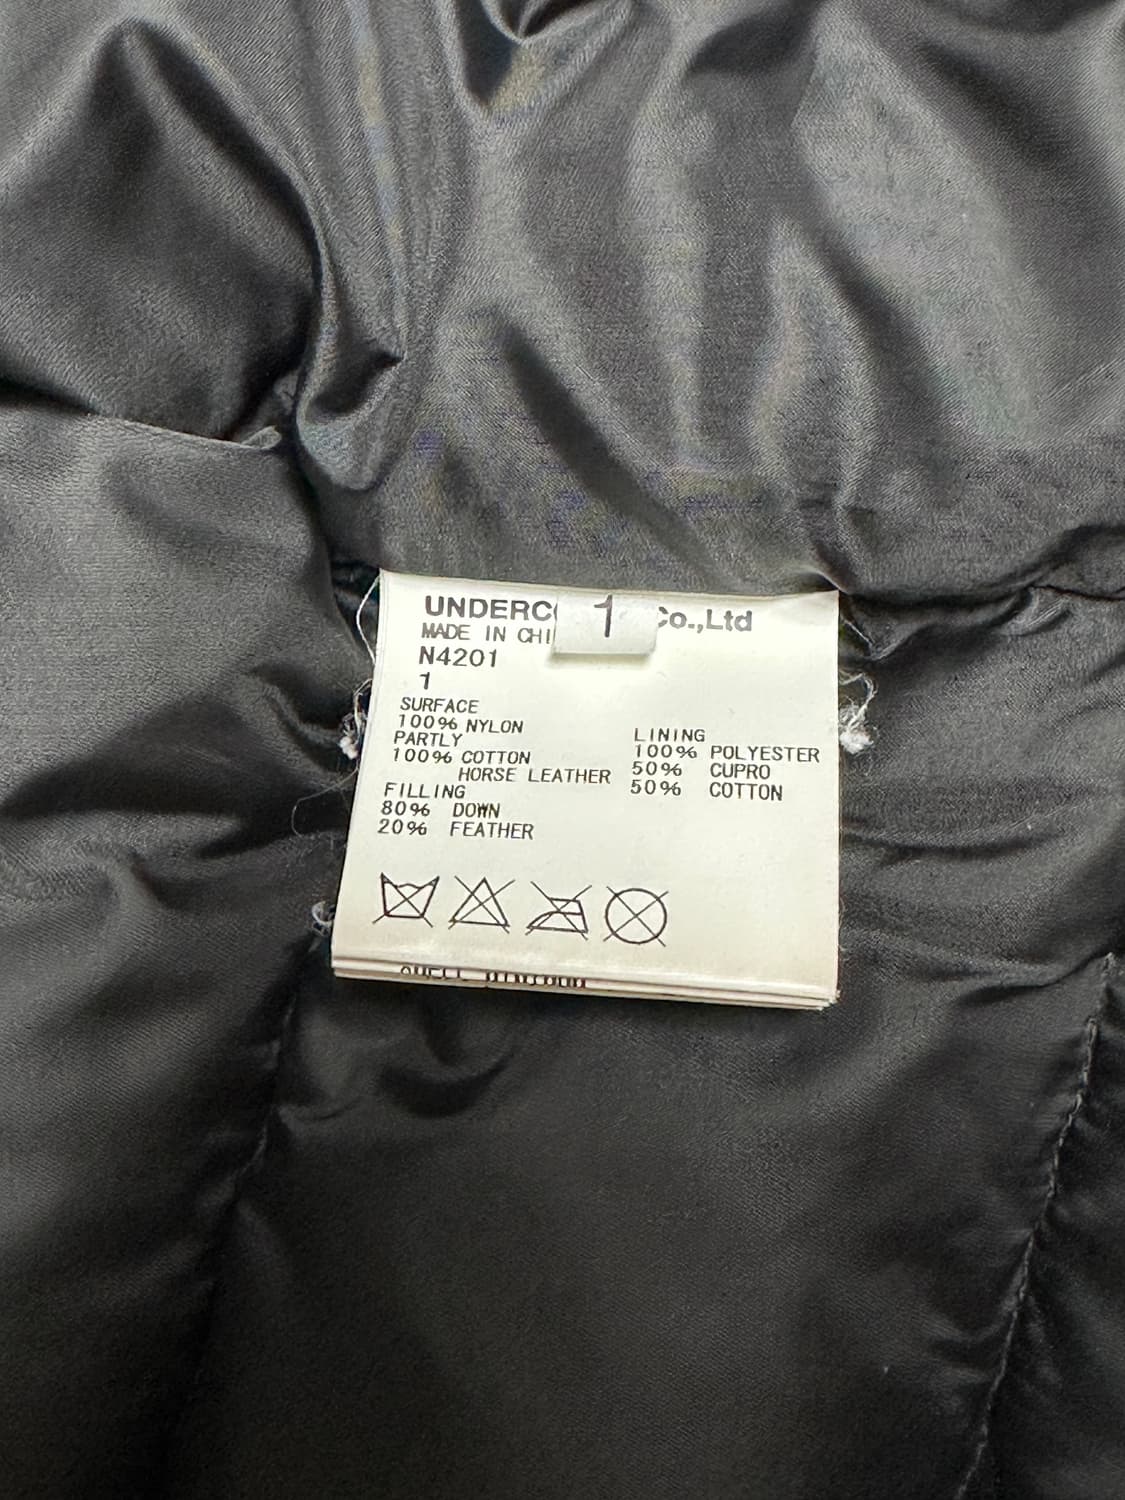 UNDERC Co.,Ltd
1
MADE IN CHI
N4201
1
SURFACE
100% NYLON
PARTLY
100% COTTON
HORSE LEATHER
FILLING
80% DOWN
20% FEATHER
LINING
100% POLYESTER
50% CUPRO
50% COTTON